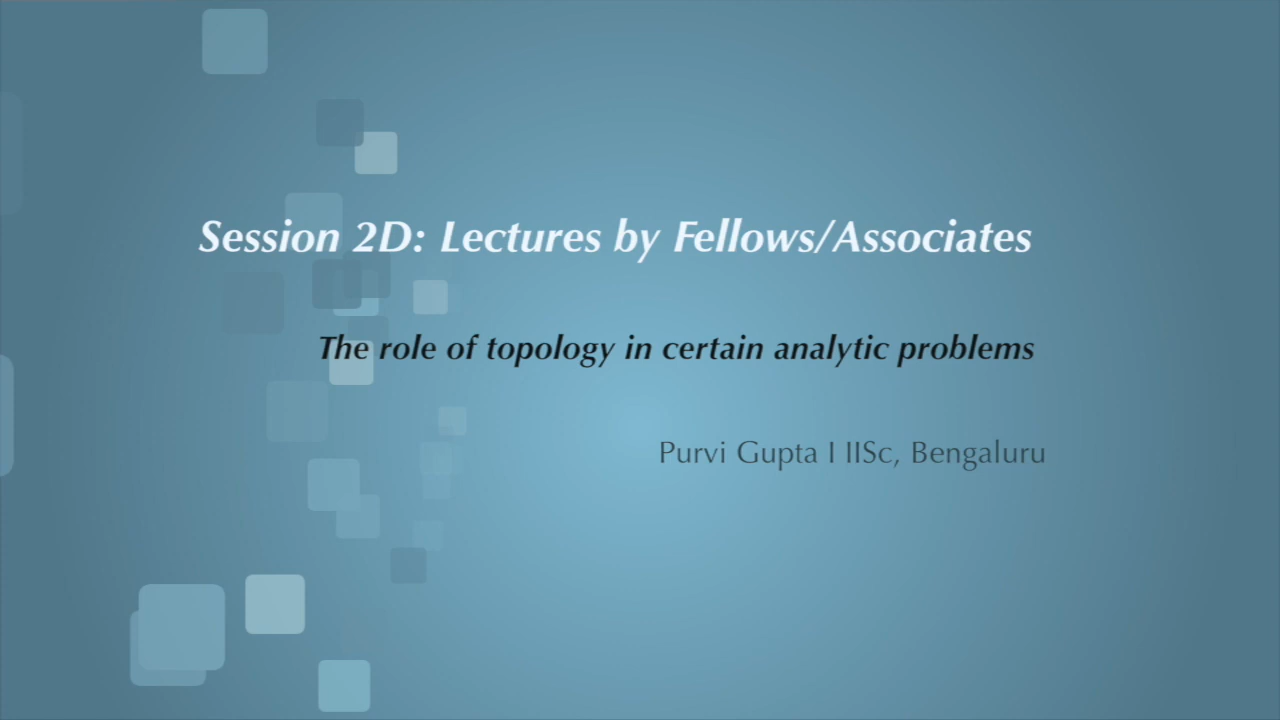 Session 2D: Lectures by Fellows/Associates
The role of topology in certain analytic problems
Purvi Gupta I IISc, Bengaluru